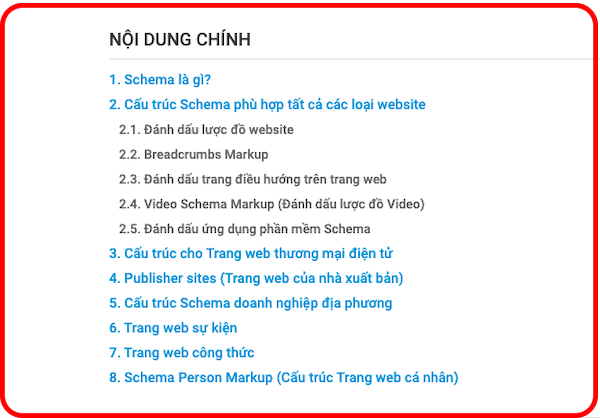 NỘI DUNG CHÍNH
1. Schema là gì?
2. Cấu trúc Schema phù hợp tất cả các loại website
2.1. Đánh dấu lược đồ website
2.2. Breadcrumbs Markup
2.3. Đánh dấu trang điều hướng trên trang web
2.4. Video Schema Markup (Đánh dấu lược đồ Video)
2.5. Đánh dấu ứng dụng phần mềm Schema
3. Cấu trúc cho Trang web thương mại điện tử
4. Publisher sites (Trang web của nhà xuất bản)
5. Cấu trúc Schema doanh nghiệp địa phương
6. Trang web sự kiện
7. Trang web công thức
8. Schema Person Markup (Cấu trúc Trang web cá nhân)